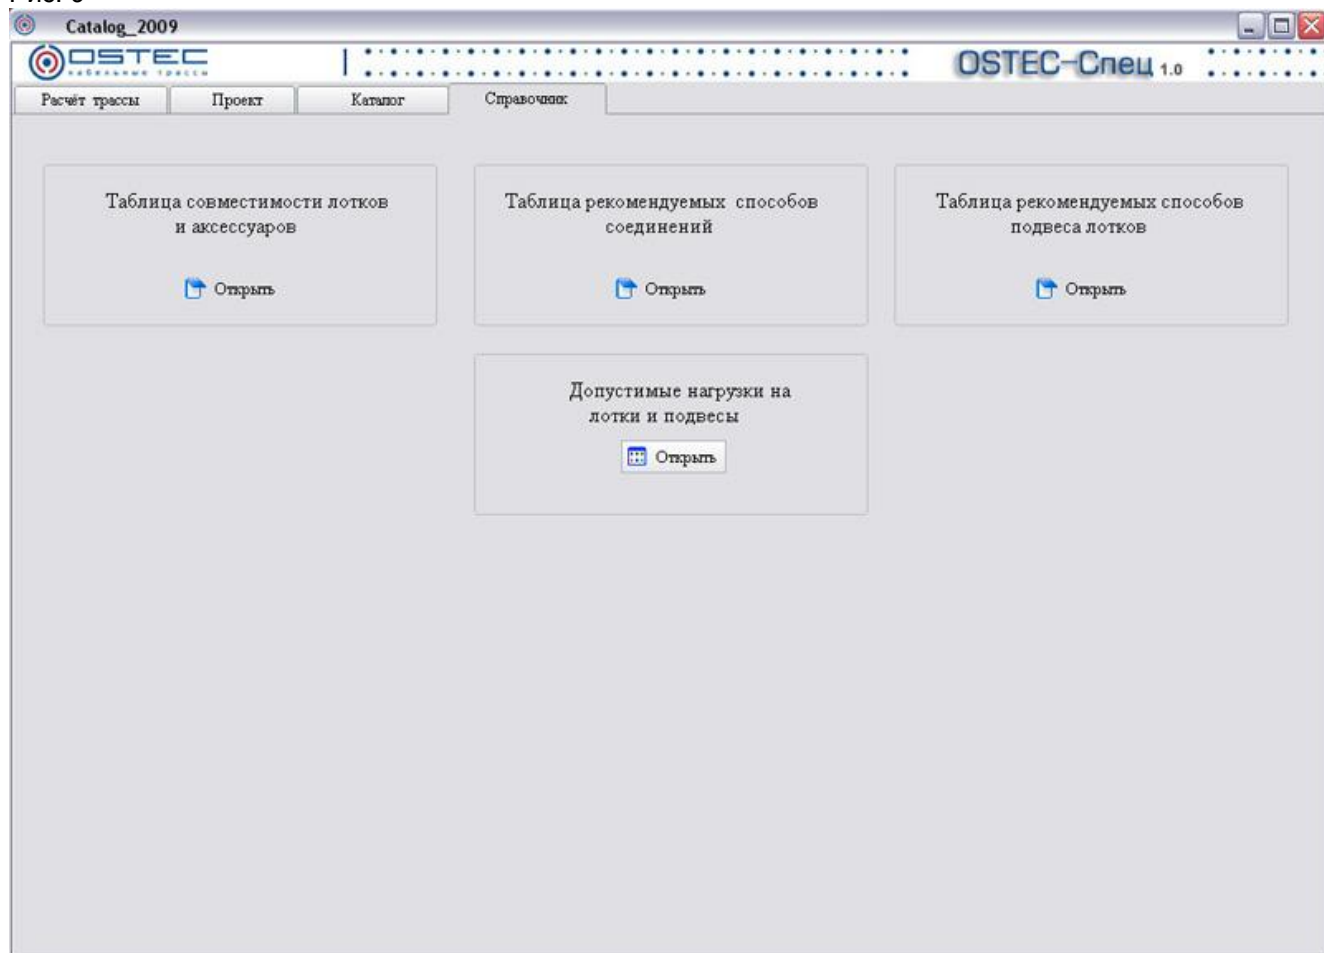 Catalog_2009
OSTEC
кабельные трассы
OSTEC-Спец 1.0
Расчёт трассы Проект Каталог Справочник
Таблица совместимости лотков
и аксессуаров
Открыть
Таблица рекомендуемых способов
соединений
Открыть
Таблица рекомендуемых способов
подвеса лотков
Открыть
Допустимые нагрузки на
лотки и подвесы
Открыть